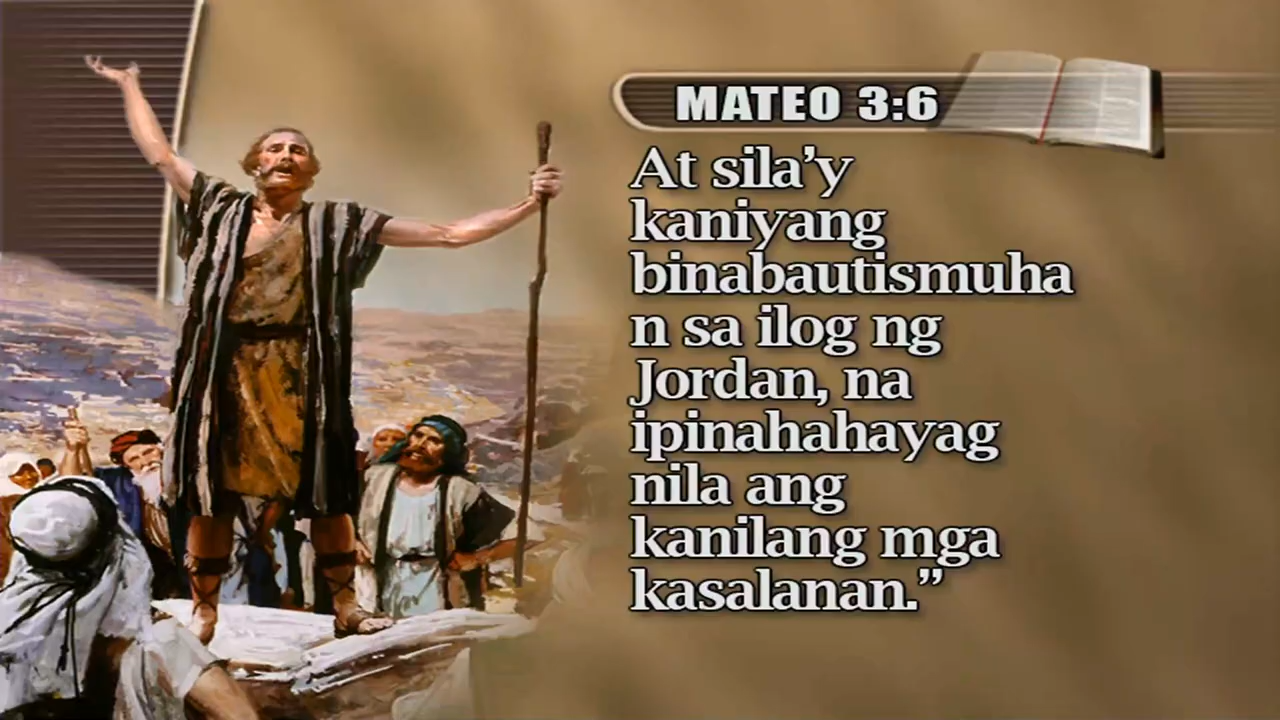 MATEO 3:6
At sila’y
kaniyang
binabautismuha
n sa ilog ng
Jordan, na
ipinahahayag
nila ang
kanilang mga
kasalanan.”